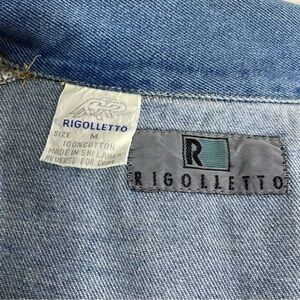 RIGOLLETTO
SIZE M
100%COTTON
MADE IN SRI LANKA
REVERSE FOR CARE
R
RIGOLLETTO